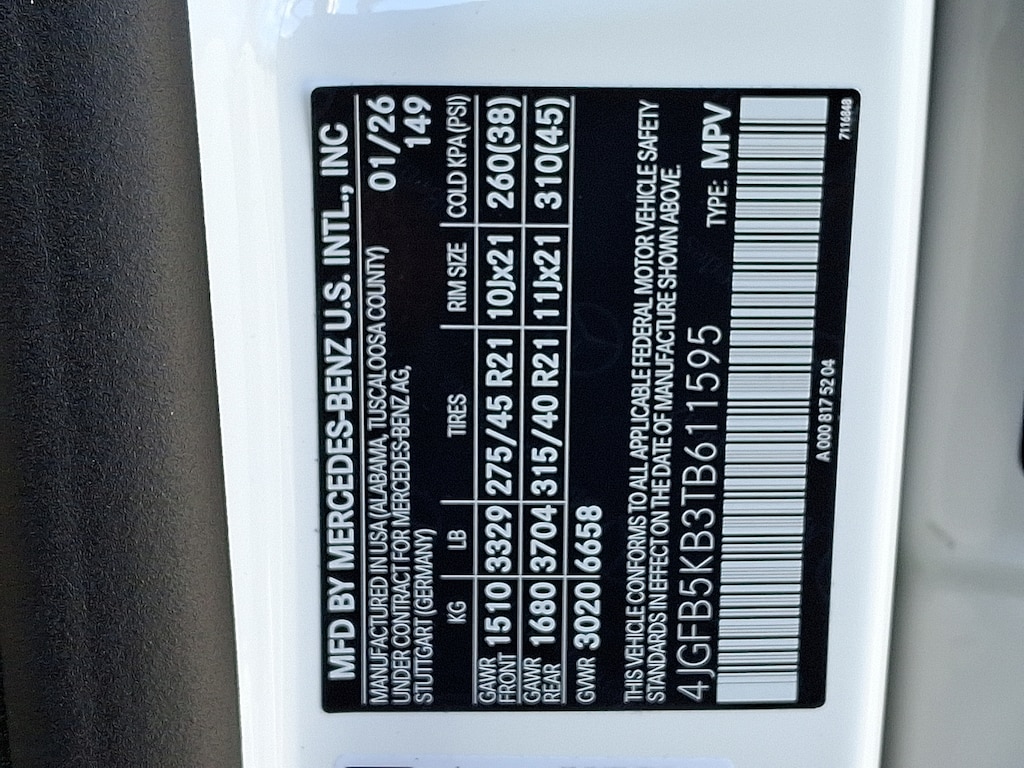 MFD BY MERCEDES-BENZ U.S. INTL., INC
MANUFACTURED IN USA (ALABAMA, TUSCALOOSA COUNTY) 01/26
UNDER CONTRACT FOR MERCEDES-BENZ AG, 149
STUTTGART (GERMANY)
KG LB TIRES RIM SIZE COLD KPA (PSI)
GAWR FRONT 1510 3329 275/45 R21 10Jx21 260(38)
GAWR REAR 1680 3704 315/40 R21 11Jx21 310(45)
GVWR 3020 6658
THIS VEHICLE CONFORMS TO ALL APPLICABLE FEDERAL MOTOR VEHICLE SAFETY
STANDARDS IN EFFECT ON THE DATE OF MANUFACTURE SHOWN ABOVE.
4JGFB5KB3TB611595 TYPE: MPV
A 000 817 52 04 7116848